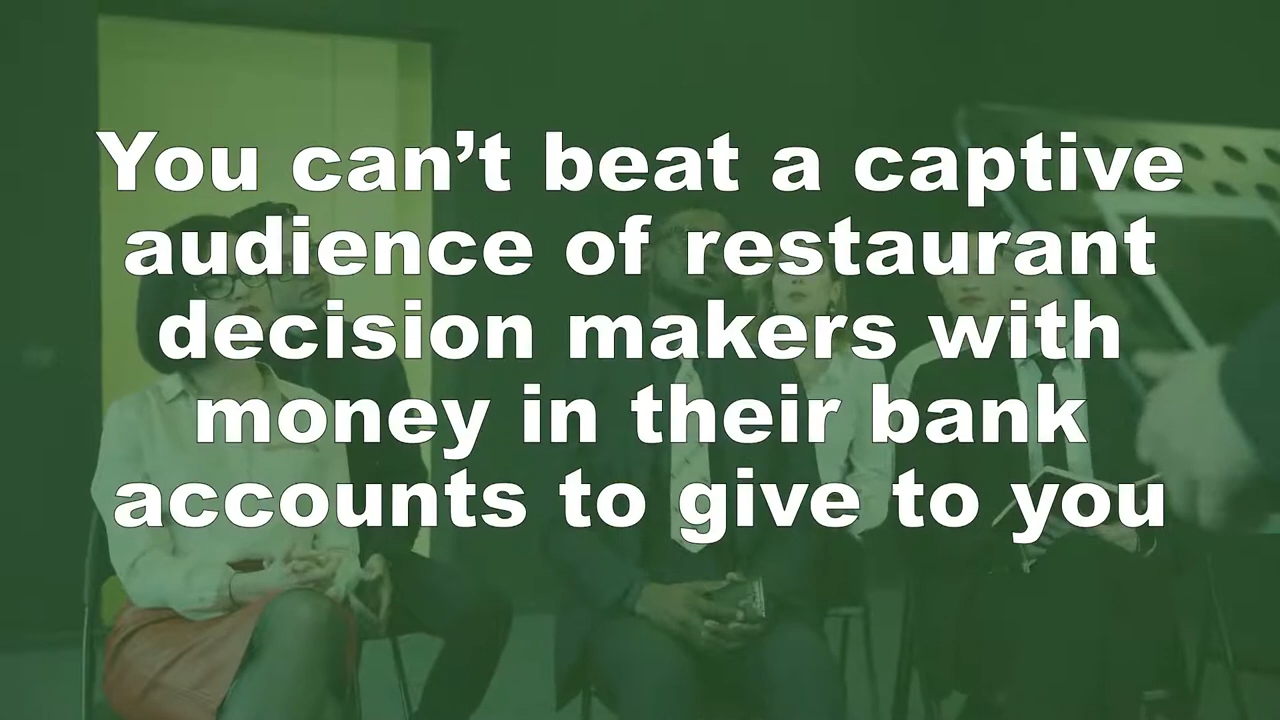 You can’t beat a captive
audience of restaurant
decision makers with
money in their bank
accounts to give to you